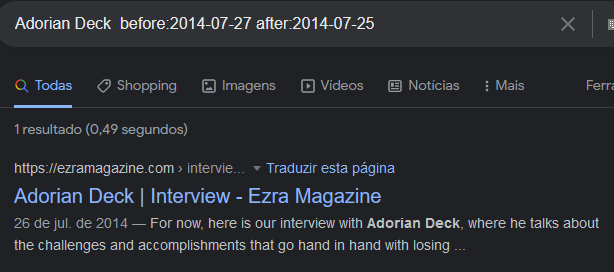 Adorian Deck  before:2014-07-27 after:2014-07-25
Todas Shopping Imagens Vídeos Notícias Mais Ferra
1 resultado (0,49 segundos)
https://ezramagazine.com › intervie... Traduzir esta página
Adorian Deck | Interview - Ezra Magazine
26 de jul. de 2014 — For now, here is our interview with Adorian Deck, where he talks about
the challenges and accomplishments that go hand in hand with losing ...